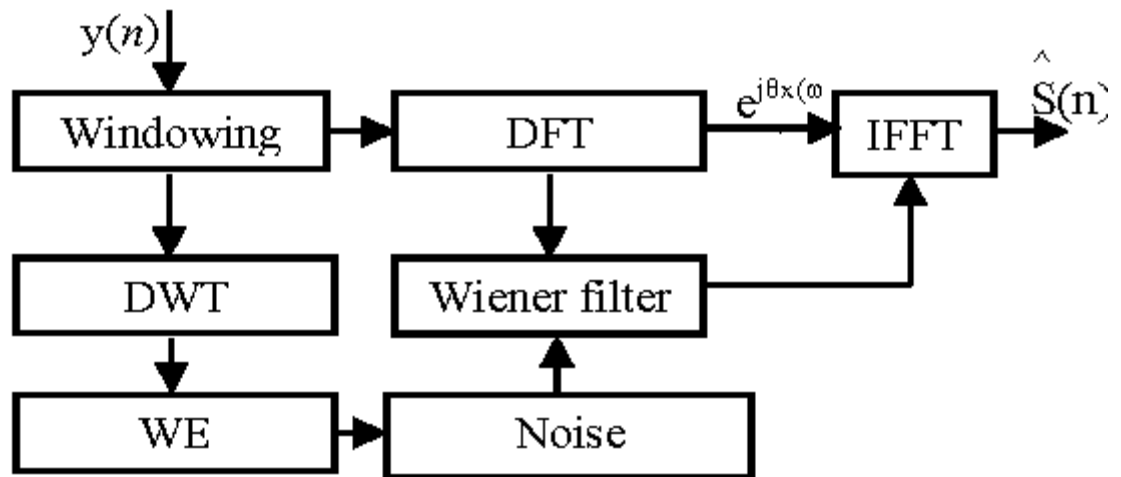 y(n)
Windowing
DFT
e^jθx(ω
IFFT
^
S(n)
DWT
Wiener filter
WE
Noise